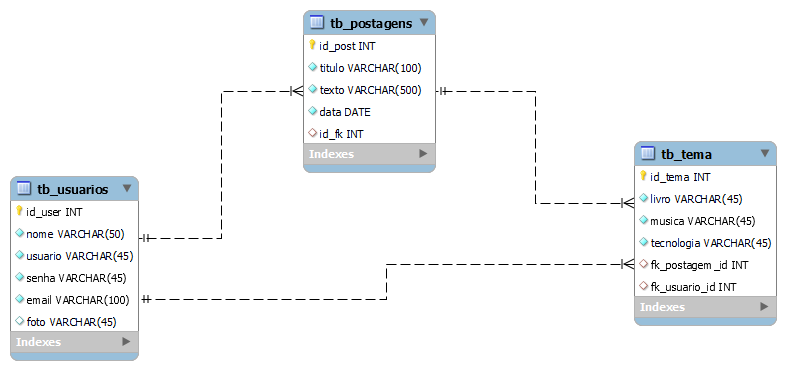 tb_postagens
id_post INT
titulo VARCHAR(100)
texto VARCHAR(500)
data DATE
id_fk INT
Indexes
tb_tema
id_tema INT
livro VARCHAR(45)
musica VARCHAR(45)
tecnologia VARCHAR(45)
fk_postagem_id INT
fk_usuario_id INT
Indexes
tb_usuarios
id_user INT
nome VARCHAR(50)
usuario VARCHAR(45)
senha VARCHAR(45)
email VARCHAR(100)
foto VARCHAR(45)
Indexes